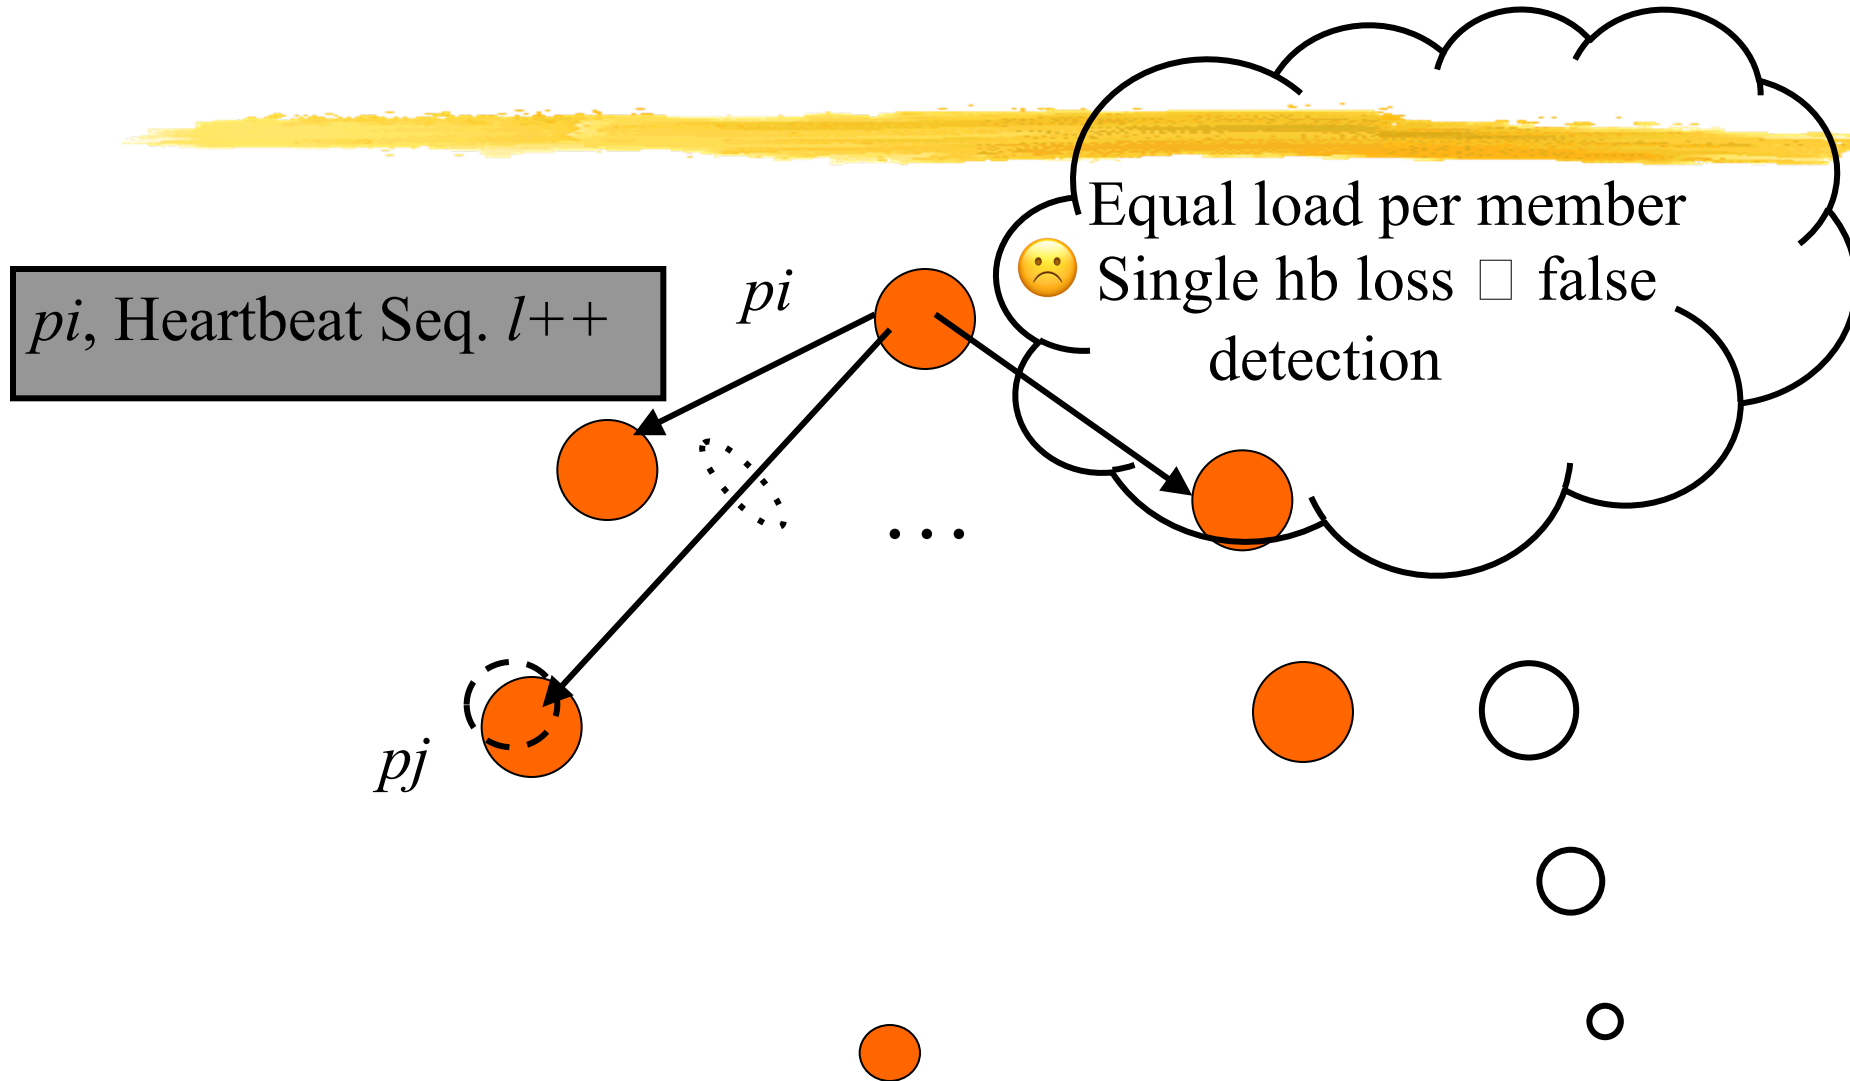 Equal load per member
☹️ Single hb loss □ false
detection
pi, Heartbeat Seq. l++
pi
...
pj